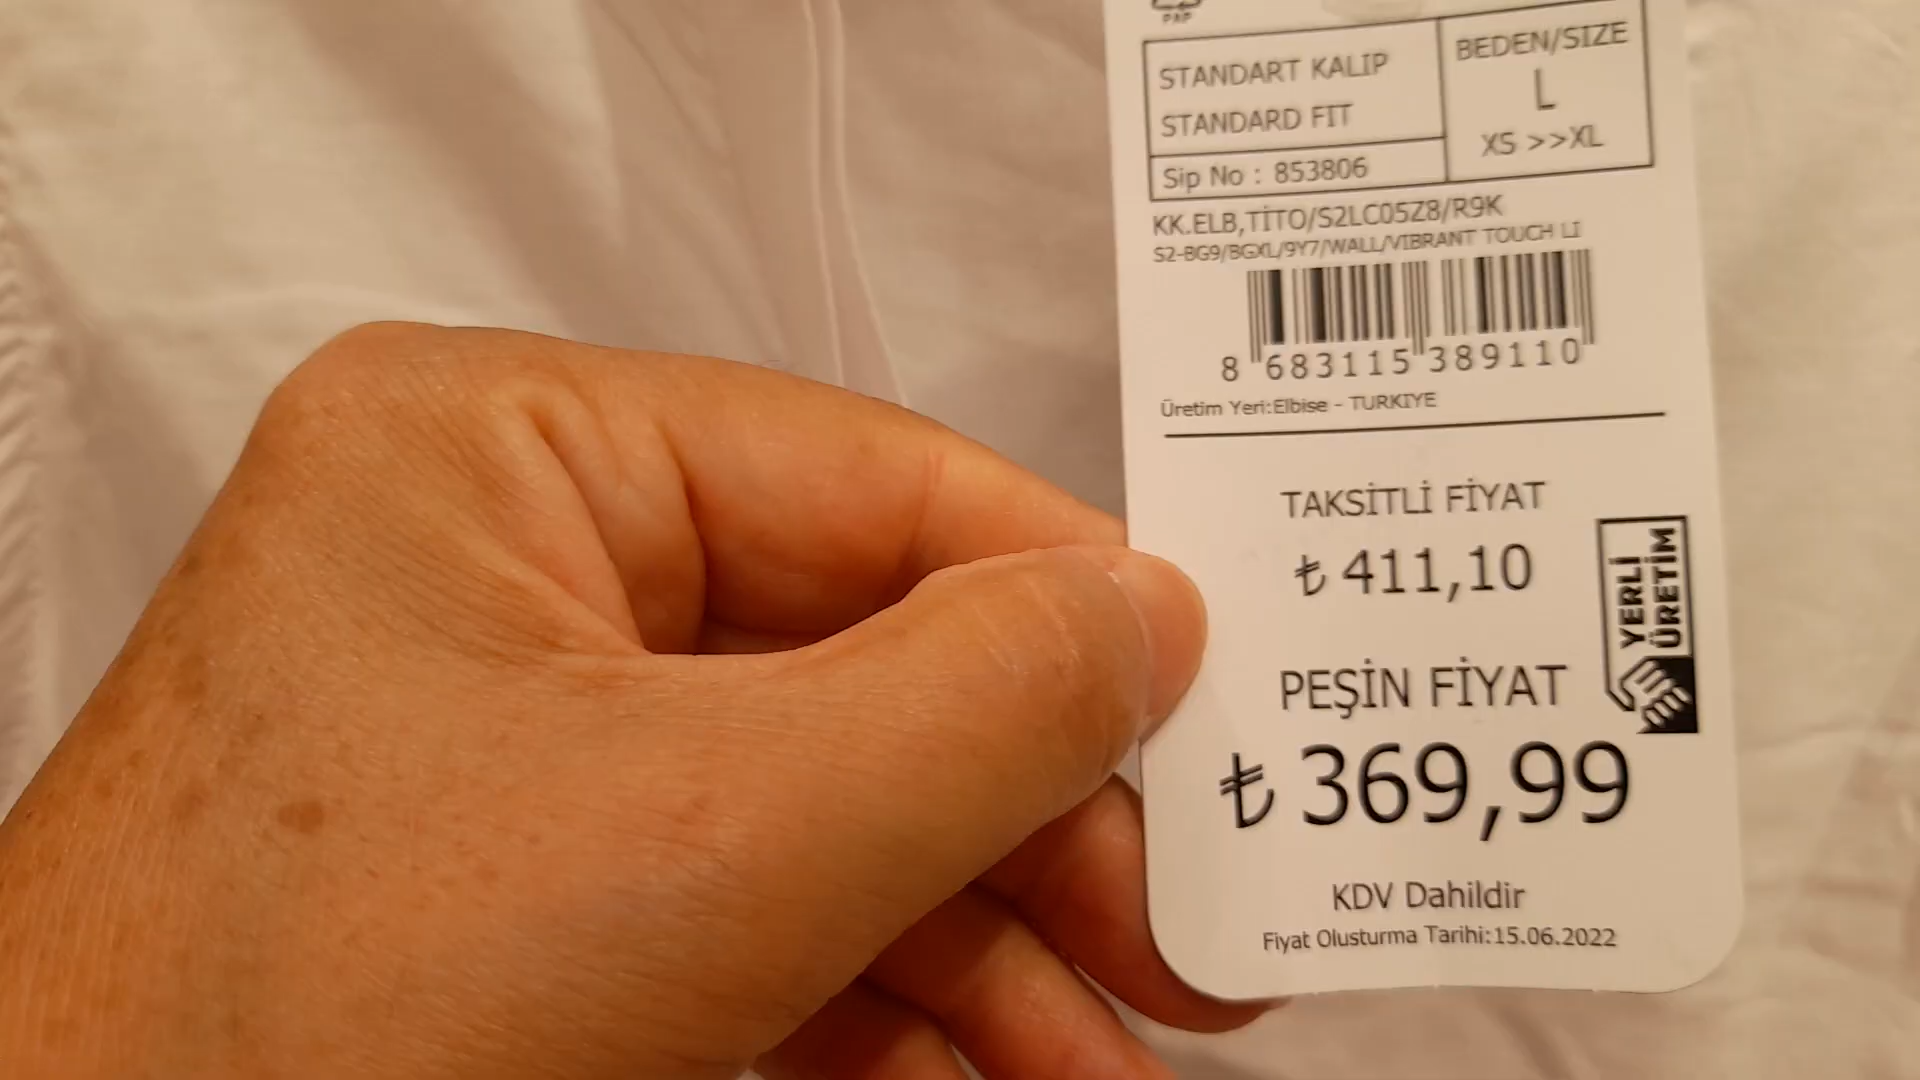 PAP
STANDART KALIP
STANDARD FIT
BEDEN/SIZE
L
XS >>XL
Sip No : 853806
KK.ELB,TİTO/S2LC05Z8/R9K
S2-BG9/BGXL/9Y7/WALL/VIBRANT TOUCH LI
8 683115 389110
Üretim Yeri:Elbise - TURKIYE
TAKSİTLİ FİYAT
₺ 411,10
YERLİ
ÜRETİM
PEŞİN FİYAT
₺ 369,99
KDV Dahildir
Fiyat Olusturma Tarihi:15.06.2022